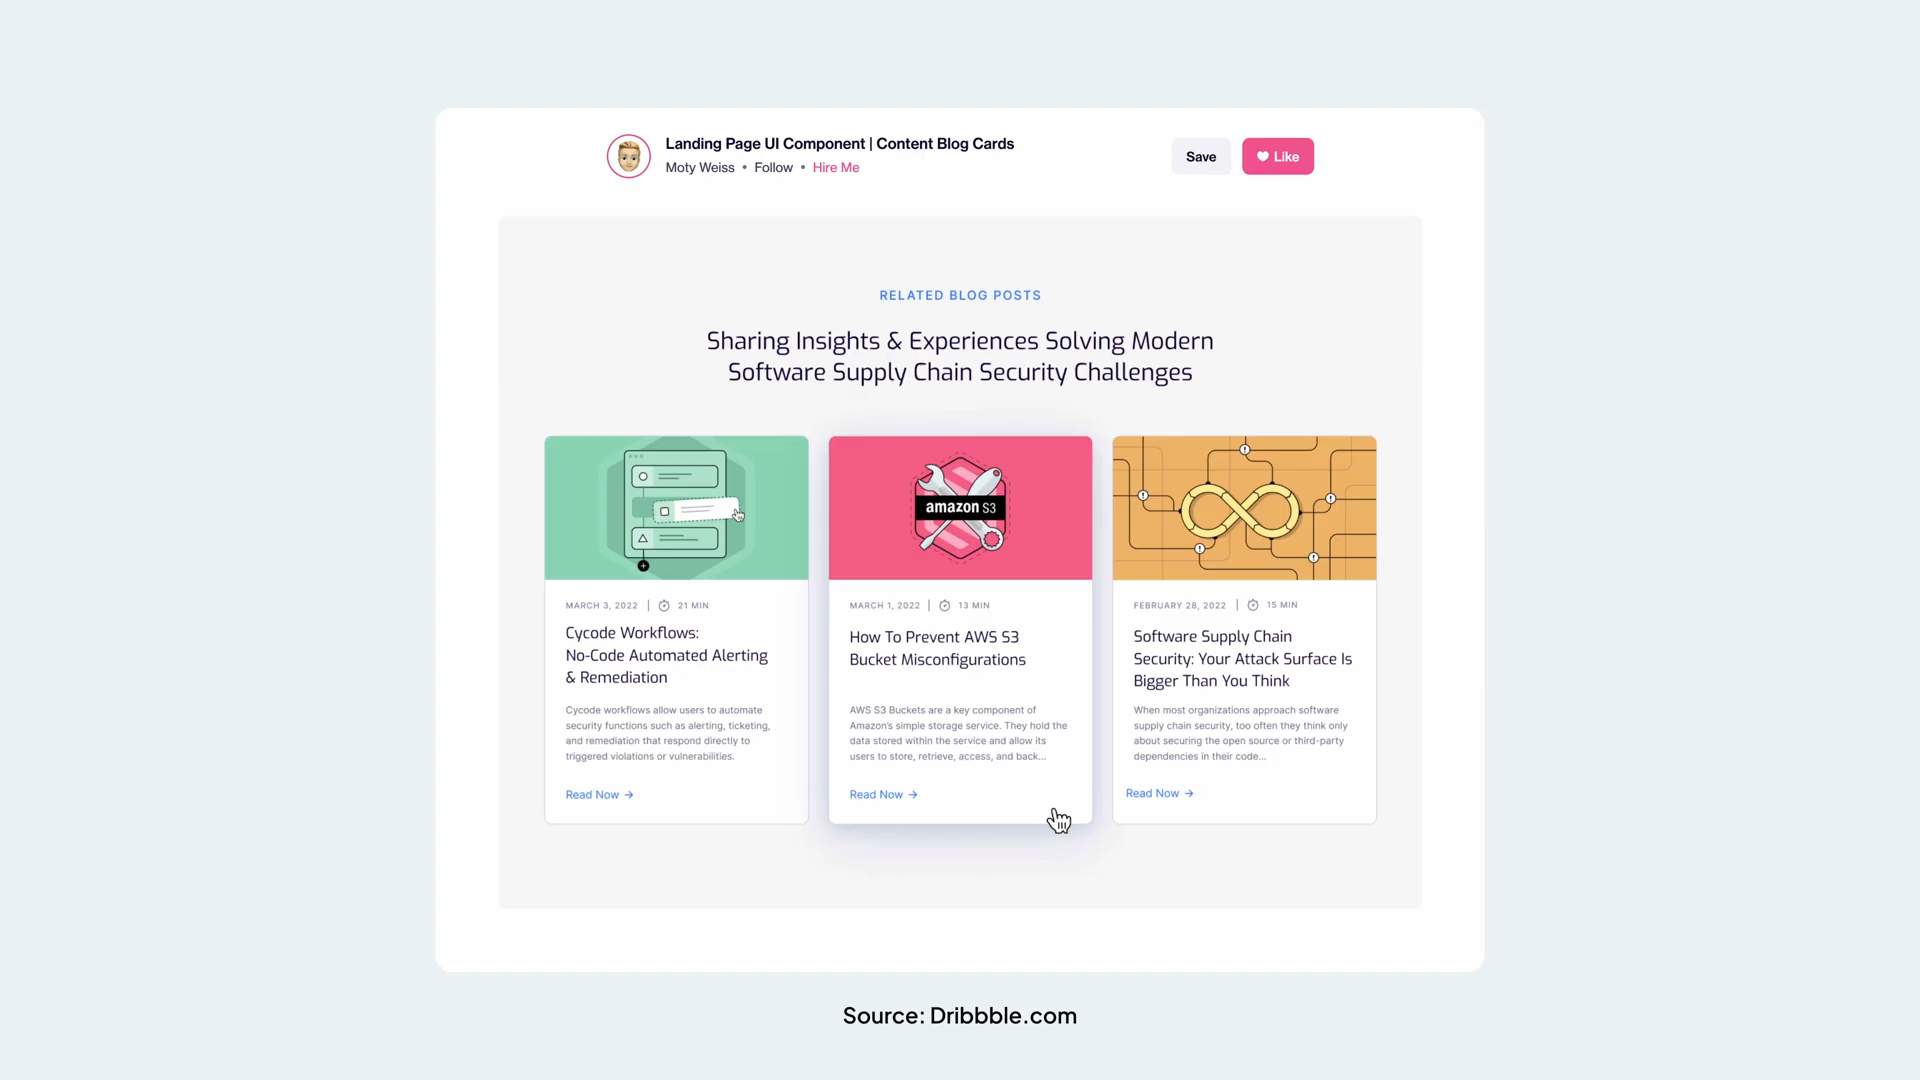 Landing Page UI Component | Content Blog Cards
Moty Weiss • Follow • Hire Me
Save
Like
RELATED BLOG POSTS
Sharing Insights & Experiences Solving Modern
Software Supply Chain Security Challenges
MARCH 3, 2022 | 21 MIN
Cycode Workflows:
No-Code Automated Alerting
& Remediation
Cycode workflows allow users to automate
security functions such as alerting, ticketing,
and remediation that respond directly to
triggered violations or vulnerabilities.
Read Now →
amazon S3
MARCH 1, 2022 | 13 MIN
How To Prevent AWS S3
Bucket Misconfigurations
AWS S3 Buckets are a key component of
Amazon's simple storage service. They hold the
data stored within the service and allow its
users to store, retrieve, access, and back...
Read Now →
FEBRUARY 28, 2022 | 15 MIN
Software Supply Chain
Security: Your Attack Surface Is
Bigger Than You Think
When most organizations approach software
supply chain security, too often they think only
about securing the open source or third-party
dependencies in their code...
Read Now →
Source: Dribbble.com